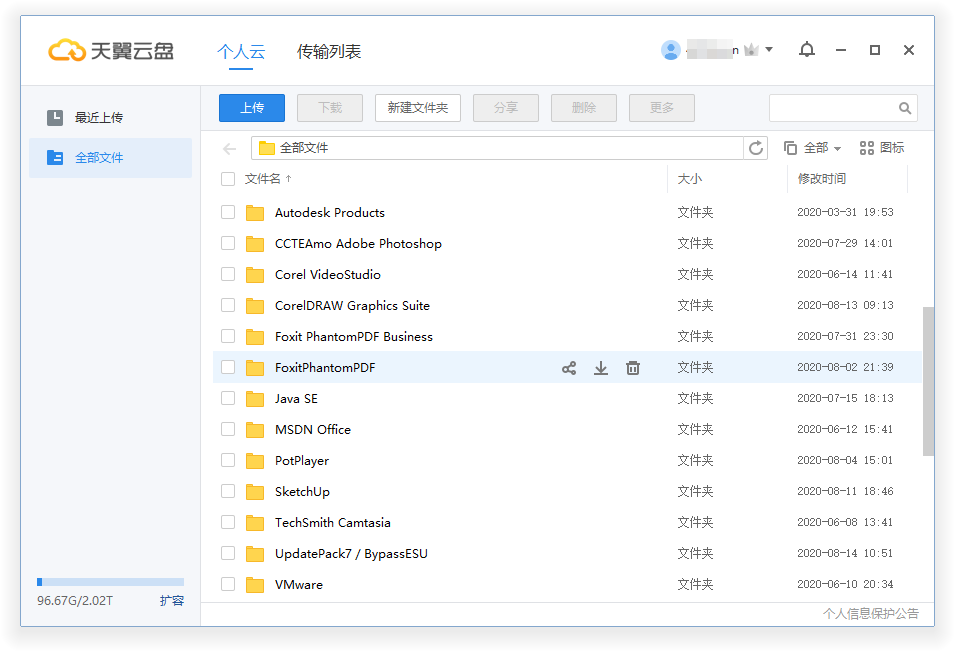 天翼云盘
个人云 传输列表
n
最近上传
全部文件
上传 下载 新建文件夹 分享 删除 更多
全部文件 全部 图标
文件名↑ 大小 修改时间
Autodesk Products 文件夹 2020-03-31 19:53
CCTEAmo Adobe Photoshop 文件夹 2020-07-29 14:01
Corel VideoStudio 文件夹 2020-06-14 11:41
CorelDRAW Graphics Suite 文件夹 2020-08-13 09:13
Foxit PhantomPDF Business 文件夹 2020-07-31 23:30
FoxitPhantomPDF 文件夹 2020-08-02 21:39
Java SE 文件夹 2020-07-15 18:13
MSDN Office 文件夹 2020-06-12 15:41
PotPlayer 文件夹 2020-08-04 15:01
SketchUp 文件夹 2020-08-11 18:46
TechSmith Camtasia 文件夹 2020-06-08 13:41
UpdatePack7 / BypassESU 文件夹 2020-08-14 10:51
VMware 文件夹 2020-06-10 20:34
96.67G/2.02T 扩容
个人信息保护公告